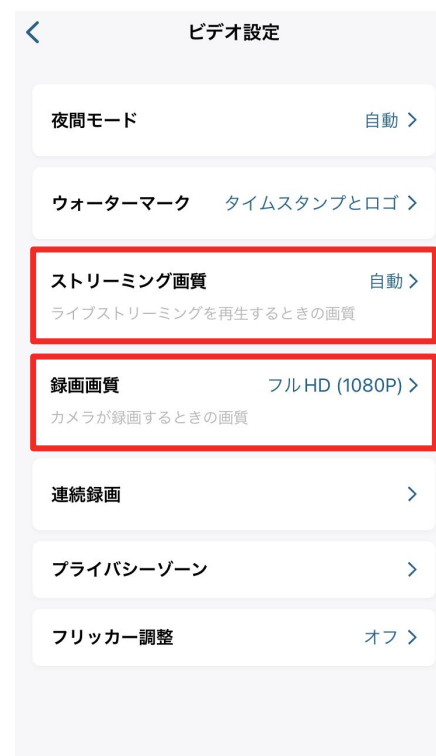 ビデオ設定
夜間モード 自動
ウォーターマーク タイムスタンプとロゴ
ストリーミング画質 自動
ライブストリーミングを再生するときの画質
録画画質 フルHD (1080P)
カメラが録画するときの画質
連続録画
プライバシーゾーン
フリッカー調整 オフ